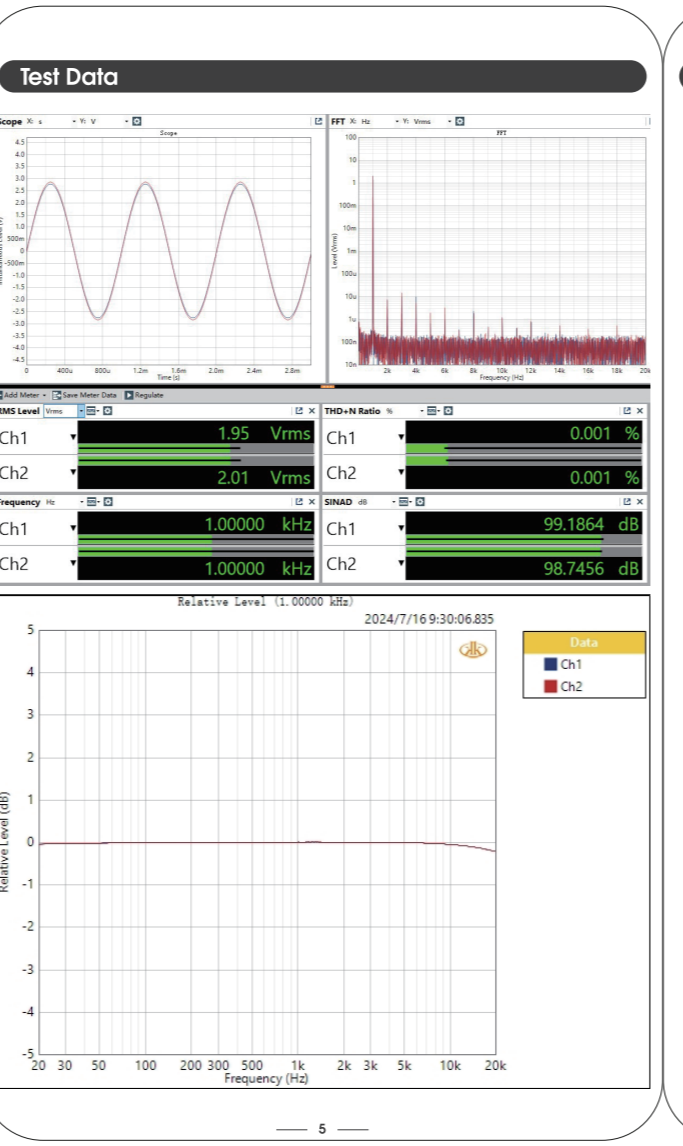 Test Data
Scope X: s Y: V
FFT X: Hz Y: Vrms
Scope
4.5
4.0
3.5
3.0
2.5
2.0
1.5
1.0
500m
0
-500m
-1.0
-1.5
-2.0
-2.5
-3.0
-3.5
-4.0
-4.5
0 400u 800u 1.2m 1.6m 2.0m 2.4m 2.8m
Time (s)
FFT
Level (Vrms)
100
10
1
100m
10m
1m
100u
10u
1u
100n
10n
2k 4k 6k 8k 10k 12k 14k 16k 18k 20k
Frequency (Hz)
Add Meter Save Meter Data Regulate
RMS Level Vrms
Ch1 1.95 Vrms
Ch2 2.01 Vrms
THD+N Ratio %
Ch1 0.001 %
Ch2 0.001 %
Frequency Hz
Ch1 1.00000 kHz
Ch2 1.00000 kHz
SINAD dB
Ch1 99.1864 dB
Ch2 98.7456 dB
Relative Level (1.00000 kHz)
2024/7/16 9:30:06.835
Data
Ch1
Ch2
Relative Level (dB)
5
4
3
2
1
0
-1
-2
-3
-4
-5
20 30 50 100 200 300 500 1k 2k 3k 5k 10k 20k
Frequency (Hz)
5